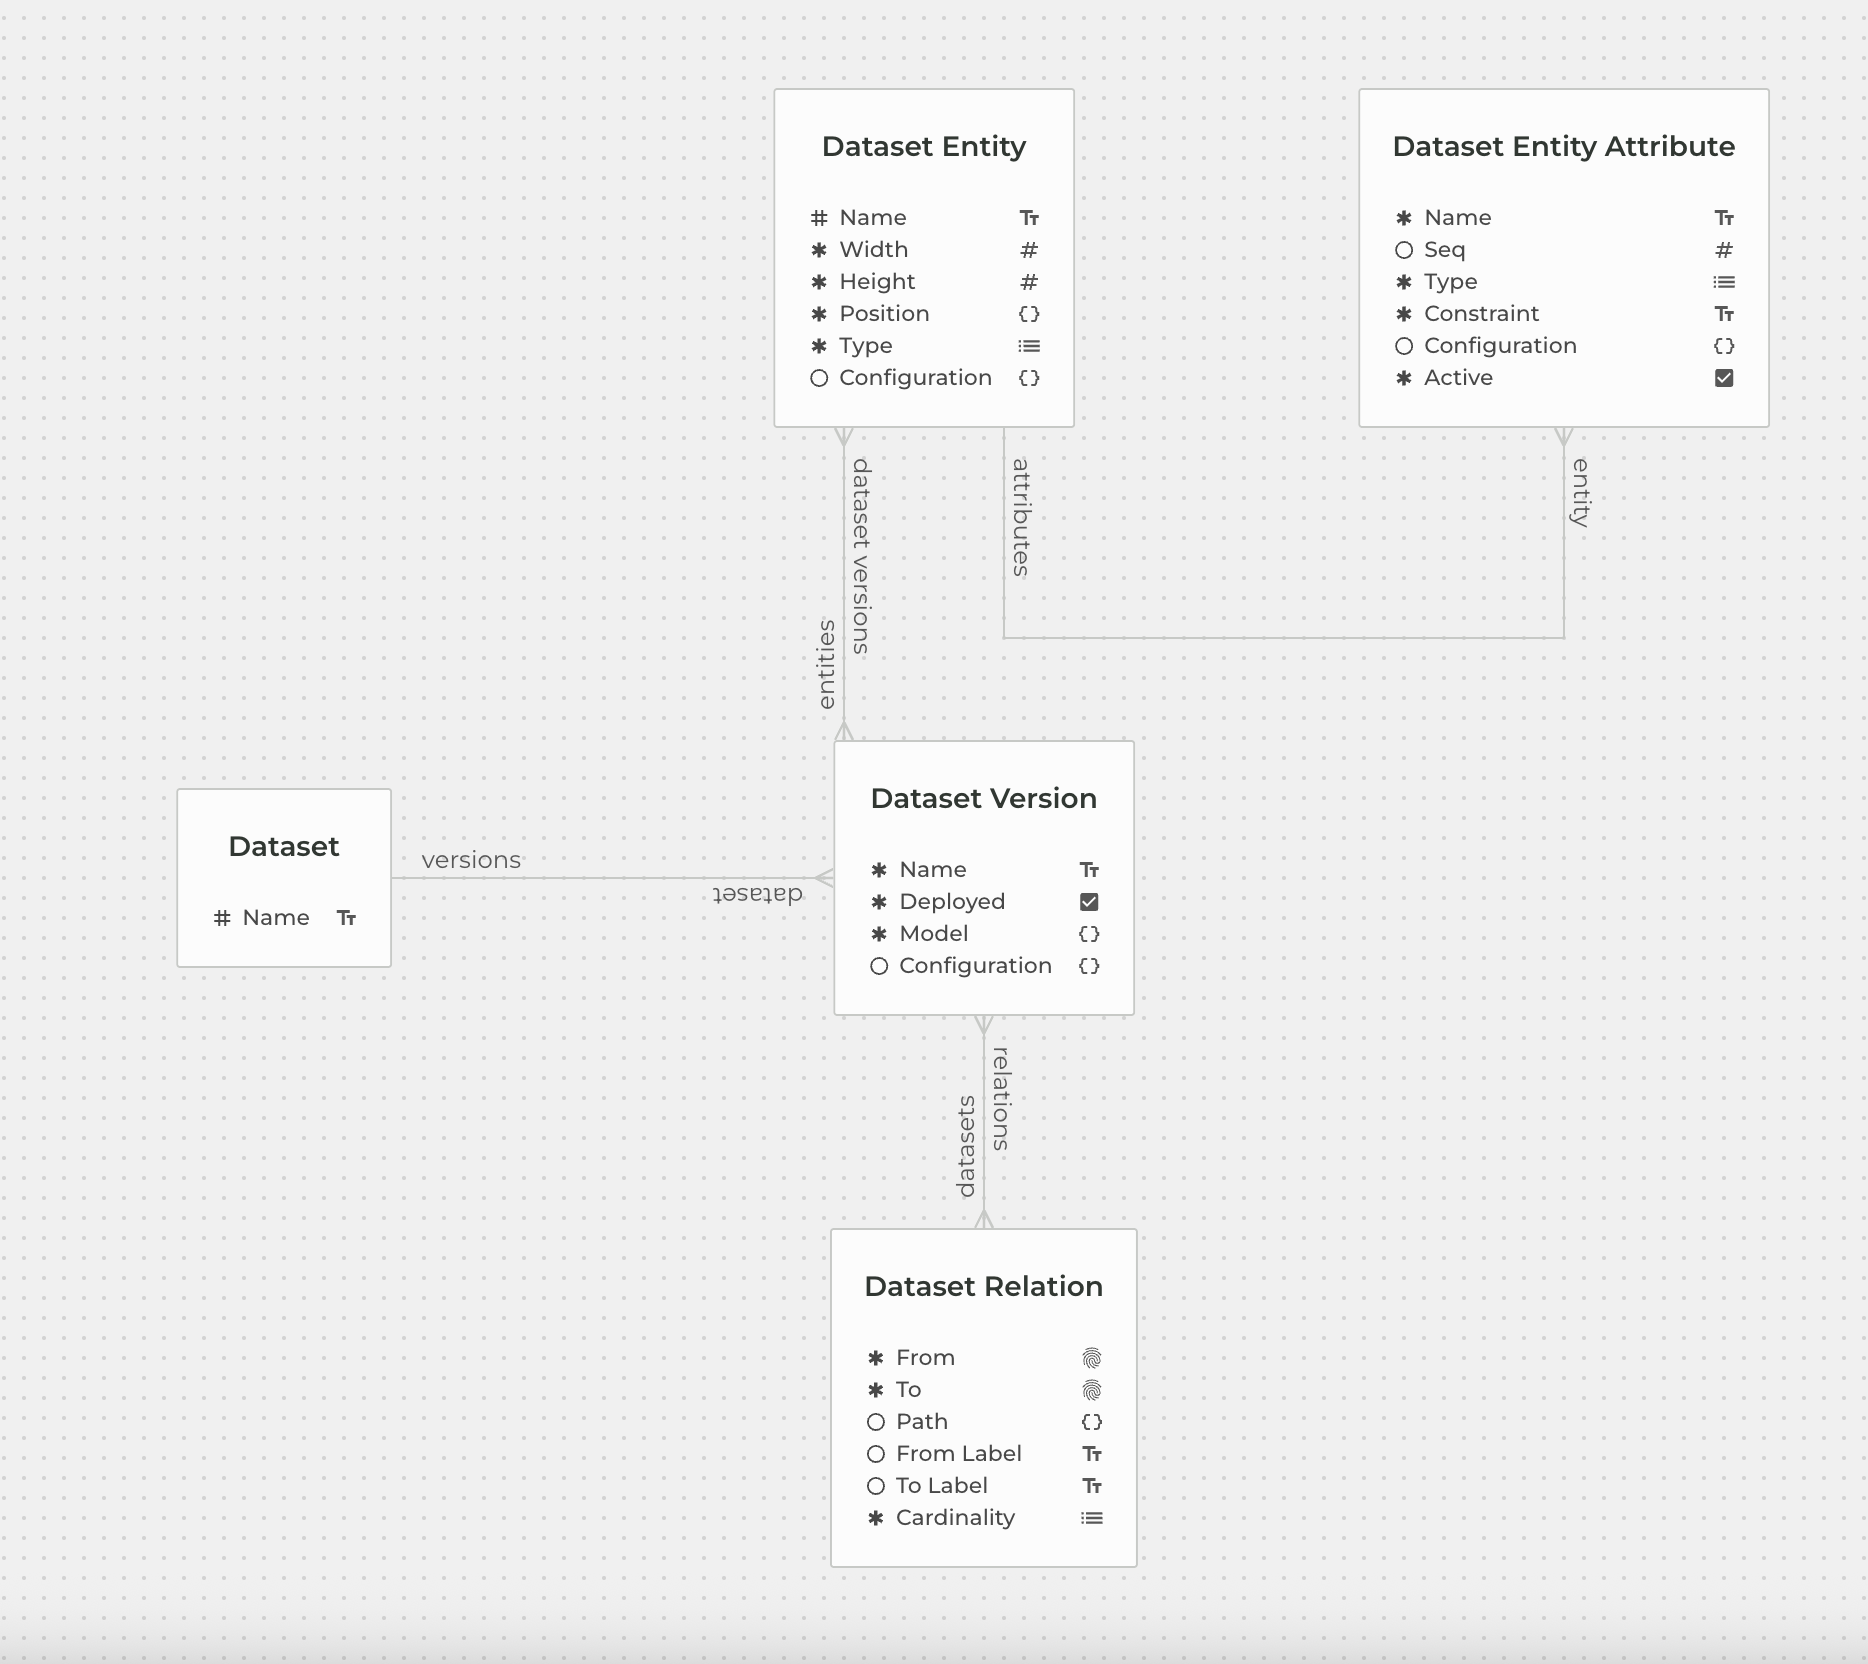 Dataset Entity
# Name Tт
✱ Width #
✱ Height #
✱ Position {}
✱ Type
○ Configuration {}
Dataset Entity Attribute
✱ Name Tт
○ Seq #
✱ Type
✱ Constraint Tт
○ Configuration {}
✱ Active
dataset versions
attributes
entity
entities
Dataset
# Name Tт
versions
dataset
Dataset Version
✱ Name Tт
✱ Deployed
✱ Model {}
○ Configuration {}
relations
datasets
Dataset Relation
✱ From
✱ To
○ Path {}
○ From Label Tт
○ To Label Tт
✱ Cardinality